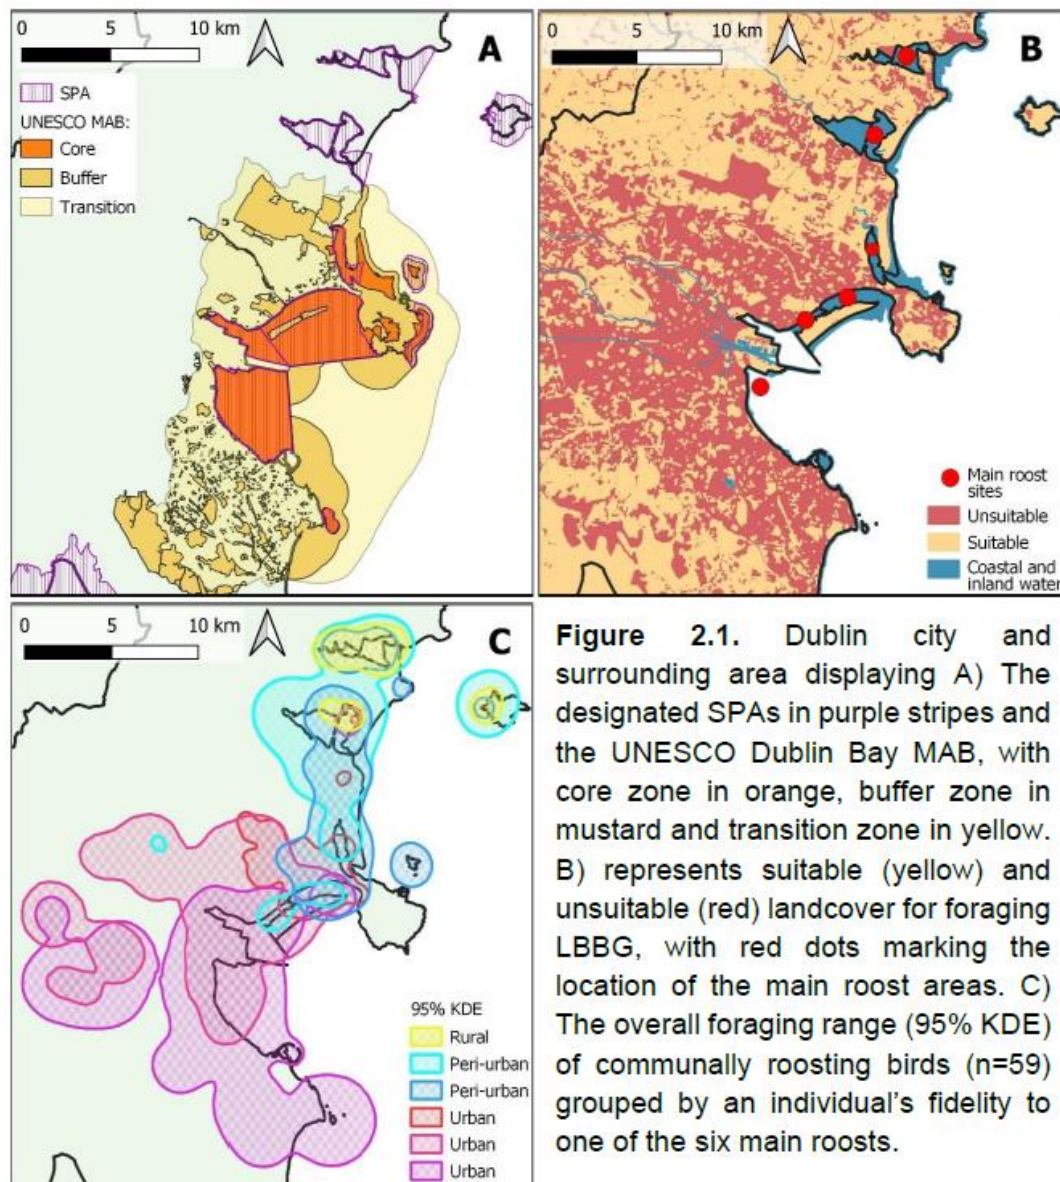 0 5 10 km
A
SPA
UNESCO MAB:
Core
Buffer
Transition
0 5 10 km
B
Main roost
sites
Unsuitable
Suitable
Coastal and
inland water
0 5 10 km
C
95% KDE
Rural
Peri-urban
Peri-urban
Urban
Urban
Urban
Figure 2.1. Dublin city and
surrounding area displaying A) The
designated SPAs in purple stripes and
the UNESCO Dublin Bay MAB, with
core zone in orange, buffer zone in
mustard and transition zone in yellow.
B) represents suitable (yellow) and
unsuitable (red) landcover for foraging
LBBG, with red dots marking the
location of the main roost areas. C)
The overall foraging range (95% KDE)
of communally roosting birds (n=59)
grouped by an individual's fidelity to
one of the six main roosts.